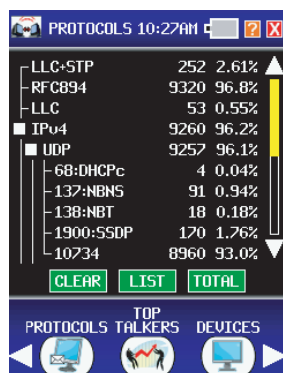 PROTOCOLS 10:27AM ? X
LLC+STP 252 2.61%
RFC894 9320 96.8%
LLC 53 0.55%
IPv4 9260 96.2%
UDP 9257 96.1%
68:DHCPc 4 0.04%
137:NBNS 91 0.94%
138:NBT 18 0.18%
1900:SSDP 170 1.76%
10734 8960 93.0%
CLEAR LIST TOTAL
PROTOCOLS TOP TALKERS DEVICES